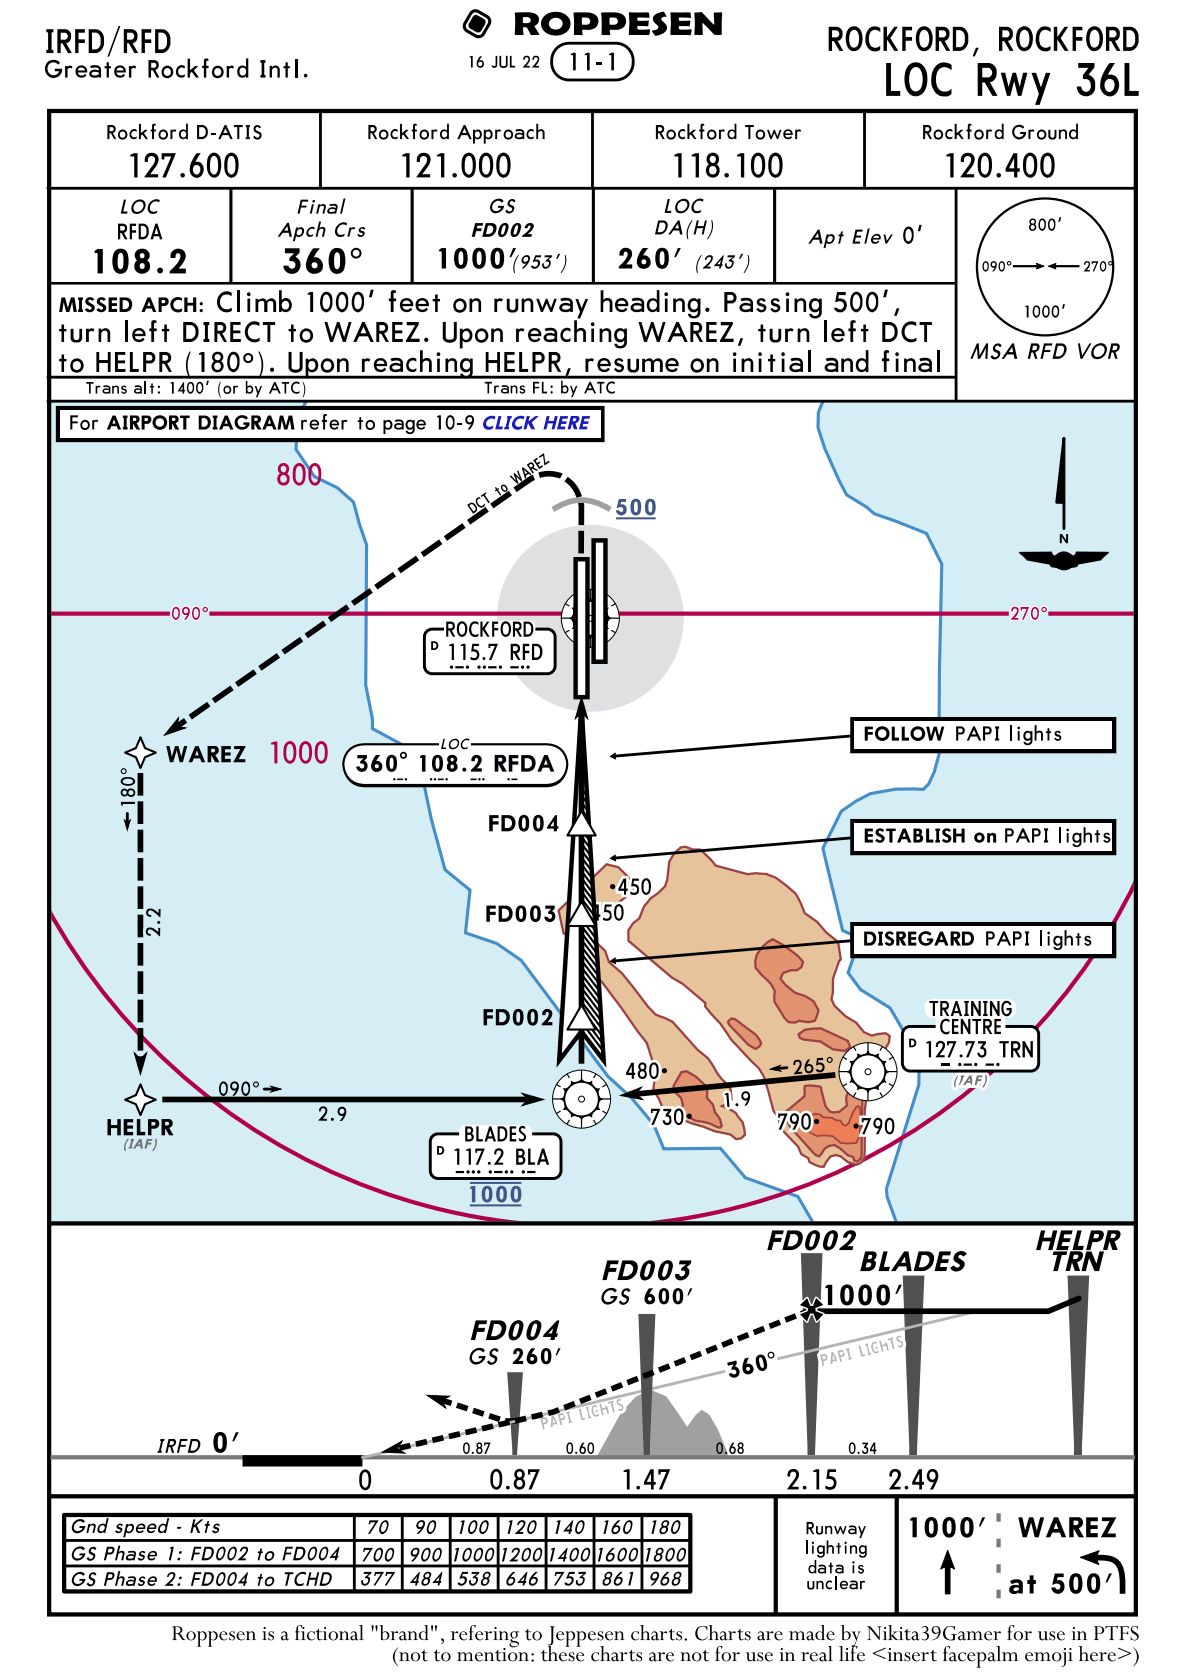 IRFD/RFD
Greater Rockford Intl.
ROPPESEN
16 JUL 22 11-1
ROCKFORD, ROCKFORD
LOC Rwy 36L
Rockford D-ATIS
127.600
Rockford Approach
121.000
Rockford Tower
118.100
Rockford Ground
120.400
LOC
RFDA
108.2
Final
Apch Crs
360°
GS
FD002
1000'(953')
LOC
DA(H)
260' (243')
Apt Elev 0'
800'
090° 270°
1000'
MSA RFD VOR
MISSED APCH: Climb 1000' feet on runway heading. Passing 500',
turn left DIRECT to WAREZ. Upon reaching WAREZ, turn left DCT
to HELPR (180°). Upon reaching HELPR, resume on initial and final
Trans alt: 1400' (or by ATC) Trans FL: by ATC
For AIRPORT DIAGRAM refer to page 10-9 CLICK HERE
800
DCT to WAREZ
500
N
090°
270°
ROCKFORD
D 115.7 RFD
FOLLOW PAPI lights
WAREZ
1000
LOC
360° 108.2 RFDA
180°
FD004
ESTABLISH on PAPI lights
450
FD003
450
2.2
DISREGARD PAPI lights
FD002
TRAINING
CENTRE
D 127.73 TRN
(IAF)
480
265°
1.9
730
790
790
090°
2.9
HELPR
(IAF)
BLADES
D 117.2 BLA
1000
FD002
BLADES
HELPR
TRN
FD003
GS 600'
1000'
FD004
GS 260'
360°
PAPI LIGHTS
PAPI LIGHTS
IRFD 0'
0.87 0.60 0.68 0.34
0 0.87 1.47 2.15 2.49
Gnd speed - Kts 70 90 100 120 140 160 180
GS Phase 1: FD002 to FD004 700 900 1000 1200 1400 1600 1800
GS Phase 2: FD004 to TCHD 377 484 538 646 753 861 968
Runway
lighting
data is
unclear
1000'
WAREZ
at 500'
Roppesen is a fictional "brand", refering to Jeppesen charts. Charts are made by Nikita39Gamer for use in PTFS
(not to mention: these charts are not for use in real life <insert facepalm emoji here>)